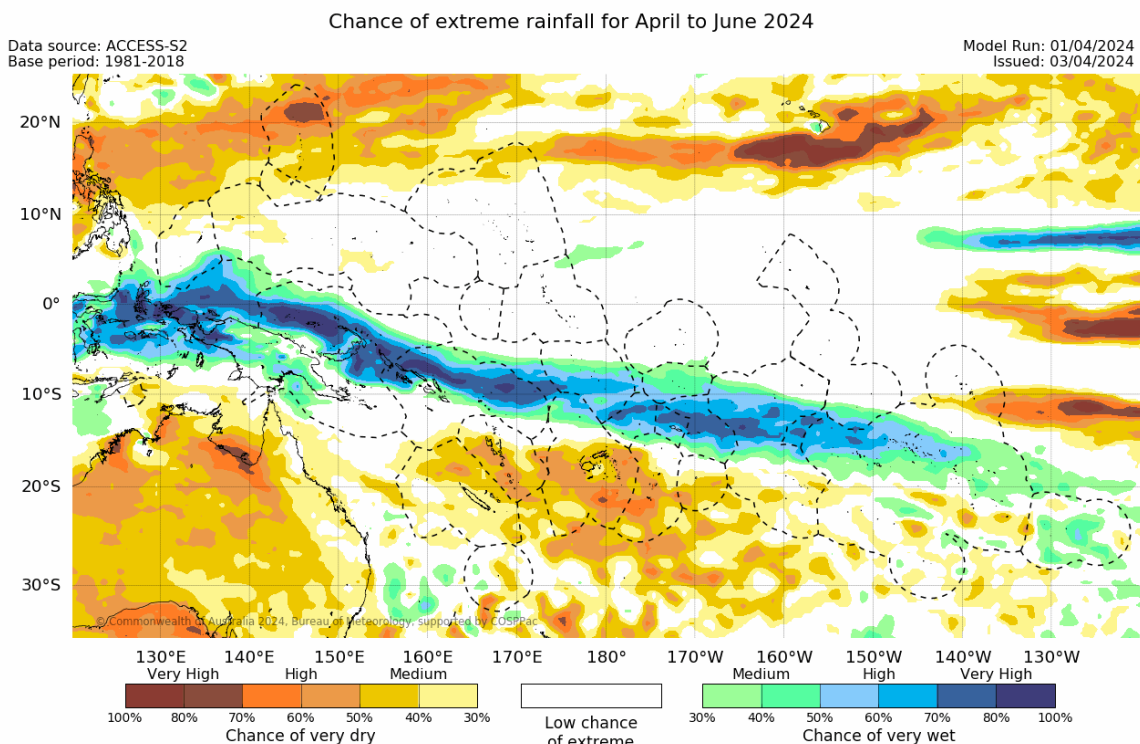 Chance of extreme rainfall for April to June 2024
Data source: ACCESS-S2
Base period: 1981-2018
Model Run: 01/04/2024
Issued: 03/04/2024
20°N
10°N
0°
10°S
20°S
30°S
© Commonwealth of Australia 2024, Bureau of Meteorology, supported by COSPPac
130°E 140°E 150°E 160°E 170°E 180° 170°W 160°W 150°W 140°W 130°W
Very High High Medium
100% 80% 70% 60% 50% 40% 30%
Chance of very dry
Low chance
of extreme
Medium High Very High
30% 40% 50% 60% 70% 80% 100%
Chance of very wet